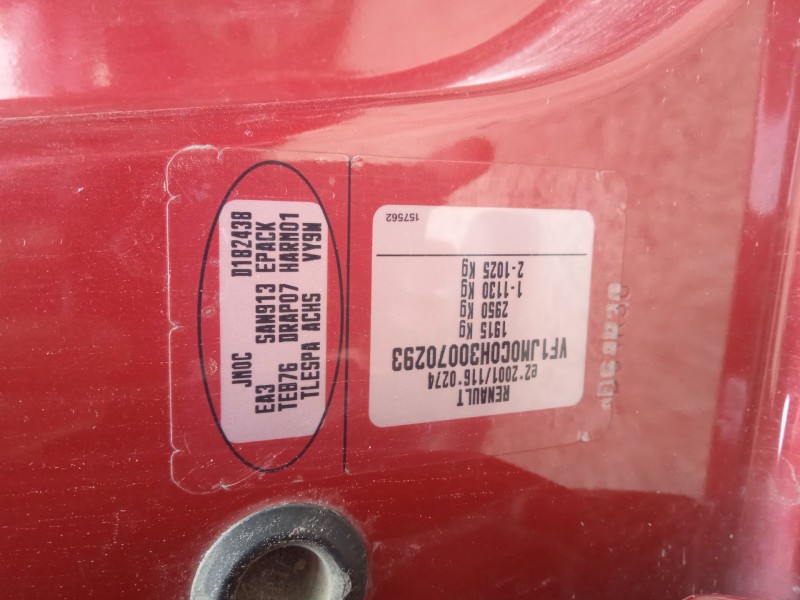 RENAULT
e2*2001/116*0274
VF1JM0C0H30070293
1915 Kg
2950 Kg
1-1130 Kg
2-1025 Kg
157562
JM0C D182438
EA3 SAN913 EPACK
TEB76 DRAP07 HARM01
TLESPA ACHS VY9N